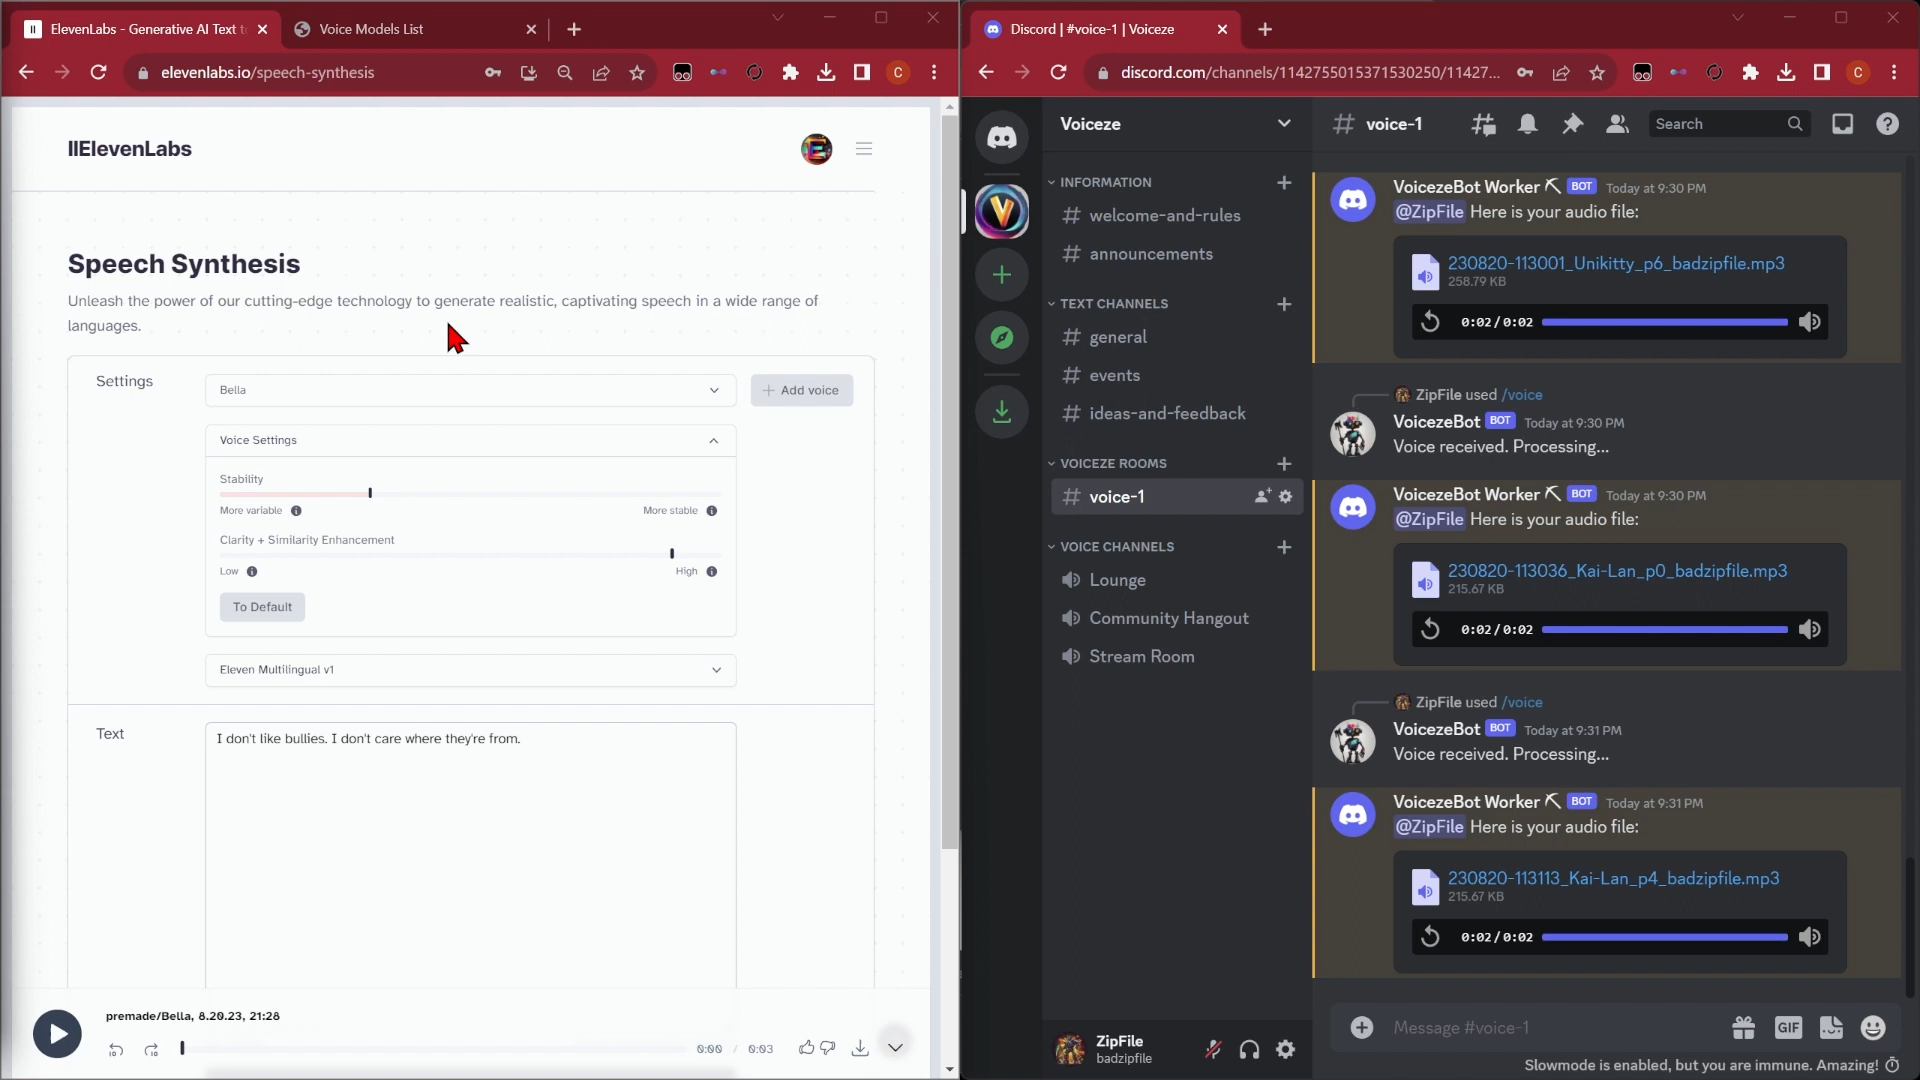 ElevenLabs - Generative AI Text to
Voice Models List
elevenlabs.io/speech-synthesis
C
IIElevenLabs
Speech Synthesis
Unleash the power of our cutting-edge technology to generate realistic, captivating speech in a wide range of
languages.
Settings
Bella
Add voice
Voice Settings
Stability
More variable
More stable
Clarity + Similarity Enhancement
Low
High
To Default
Eleven Multilingual v1
Text
I don't like bullies. I don't care where they're from.
premade/Bella, 8.20.23, 21:28
0:00 / 0:03
Discord | #voice-1 | Voiceze
discord.com/channels/1142755015371530250/11427...
C
Voiceze
INFORMATION
welcome-and-rules
announcements
TEXT CHANNELS
general
events
ideas-and-feedback
VOICEZE ROOMS
voice-1
VOICE CHANNELS
Lounge
Community Hangout
Stream Room
ZipFile
badzipfile
voice-1
Search
VoicezeBot Worker BOT Today at 9:30 PM
@ZipFile Here is your audio file:
230820-113001_Unikitty_p6_badzipfile.mp3
258.79 KB
0:02/0:02
ZipFile used /voice
VoicezeBot BOT Today at 9:30 PM
Voice received. Processing...
VoicezeBot Worker BOT Today at 9:30 PM
@ZipFile Here is your audio file:
230820-113036_Kai-Lan_p0_badzipfile.mp3
215.67 KB
0:02/0:02
ZipFile used /voice
VoicezeBot BOT Today at 9:31 PM
Voice received. Processing...
VoicezeBot Worker BOT Today at 9:31 PM
@ZipFile Here is your audio file:
230820-113113_Kai-Lan_p4_badzipfile.mp3
215.67 KB
0:02/0:02
Message #voice-1
GIF
Slowmode is enabled, but you are immune. Amazing!